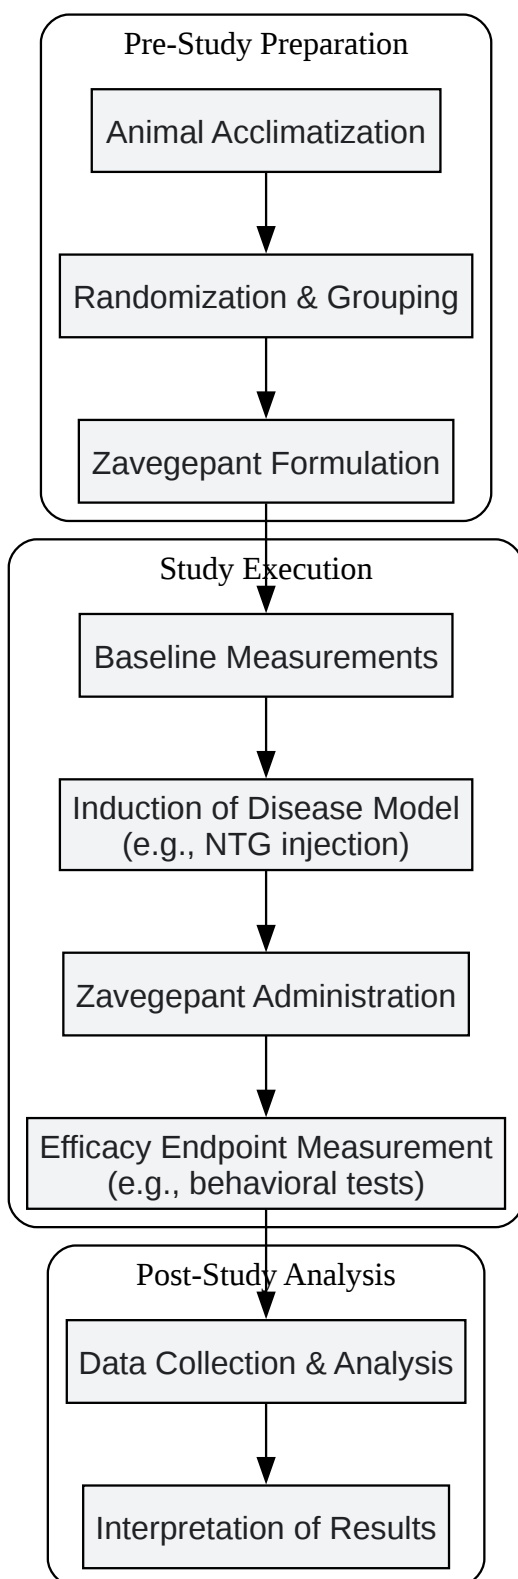 Pre-Study Preparation
Animal Acclimatization
Randomization & Grouping
Zavegepant Formulation
Study Execution
Baseline Measurements
Induction of Disease Model
(e.g., NTG injection)
Zavegepant Administration
Efficacy Endpoint Measurement
(e.g., behavioral tests)
Post-Study Analysis
Data Collection & Analysis
Interpretation of Results